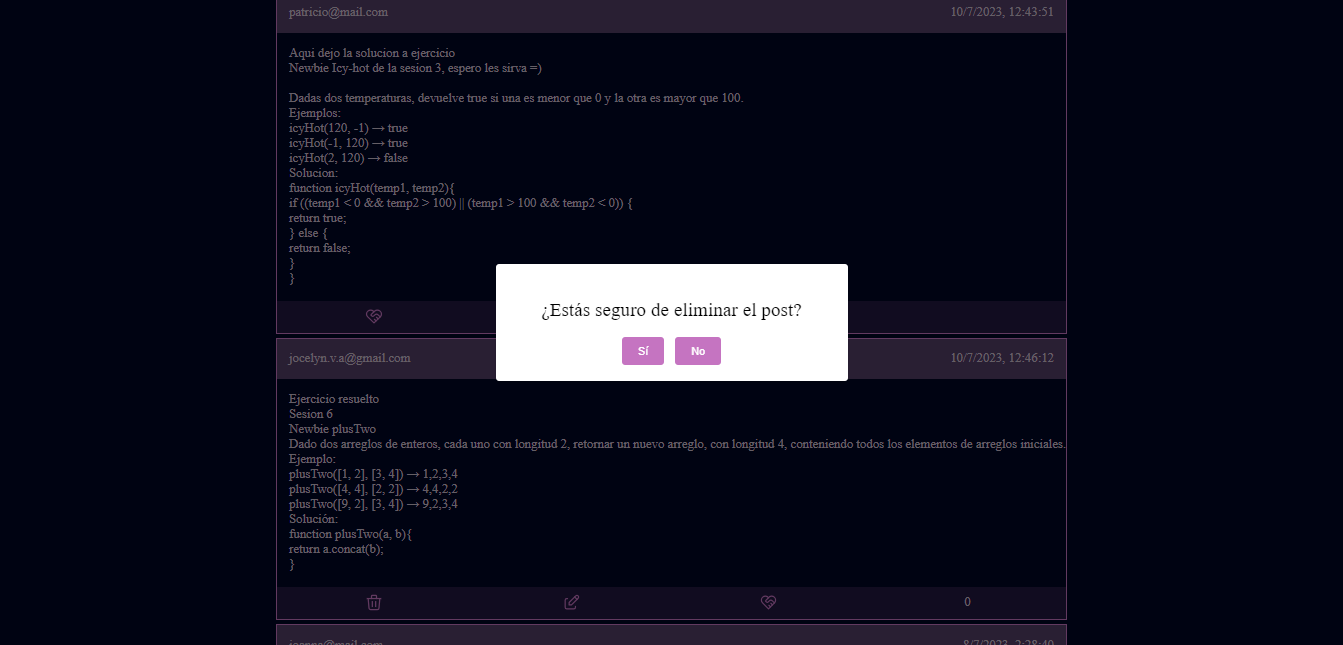 patricio@mail.com
10/7/2023, 12:43:51
Aqui dejo la solucion a ejercicio
Newbie Icy-hot de la sesion 3, espero les sirva =)
Dadas dos temperaturas, devuelve true si una es menor que 0 y la otra es mayor que 100.
Ejemplos:
icyHot(120, -1) → true
icyHot(-1, 120) → true
icyHot(2, 120) → false
Solucion:
function icyHot(temp1, temp2){
if ((temp1 < 0 && temp2 > 100) || (temp1 > 100 && temp2 < 0)) {
return true;
} else {
return false;
}
}
¿Estás seguro de eliminar el post?
Sí
No
jocelyn.v.a@gmail.com
10/7/2023, 12:46:12
Ejercicio resuelto
Sesion 6
Newbie plusTwo
Dado dos arreglos de enteros, cada uno con longitud 2, retornar un nuevo arreglo, con longitud 4, conteniendo todos los elementos de arreglos iniciales.
Ejemplo:
plusTwo([1, 2], [3, 4]) → 1,2,3,4
plusTwo([4, 4], [2, 2]) → 4,4,2,2
plusTwo([9, 2], [3, 4]) → 9,2,3,4
Solución:
function plusTwo(a, b){
return a.concat(b);
}
0